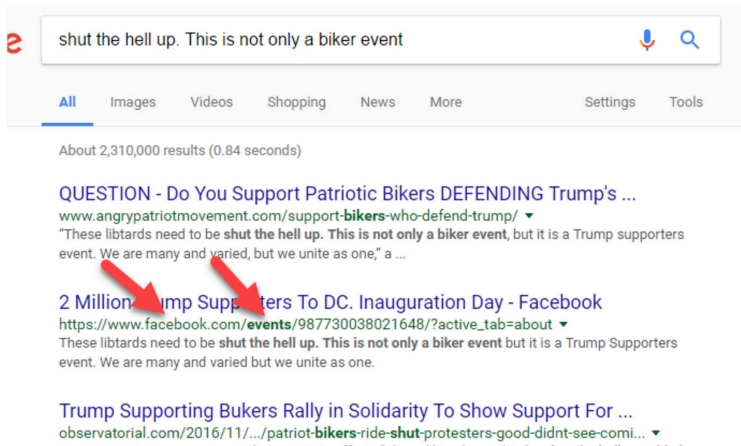 e
shut the hell up. This is not only a biker event
All Images Videos Shopping News More Settings Tools
About 2,310,000 results (0.84 seconds)
QUESTION - Do You Support Patriotic Bikers DEFENDING Trump's ...
www.angrypatriotmovement.com/support-bikers-who-defend-trump/
"These libtards need to be shut the hell up. This is not only a biker event, but it is a Trump supporters
event. We are many and varied, but we unite as one," a ...
2 Million Trump Supporters To DC. Inauguration Day - Facebook
https://www.facebook.com/events/987730038021648/?active_tab=about
These libtards need to be shut the hell up. This is not only a biker event but it is a Trump Supporters
event. We are many and varied but we unite as one.
Trump Supporting Bukers Rally in Solidarity To Show Support For ...
observatorial.com/2016/11/.../patriot-bikers-ride-shut-protesters-good-didnt-see-comi...